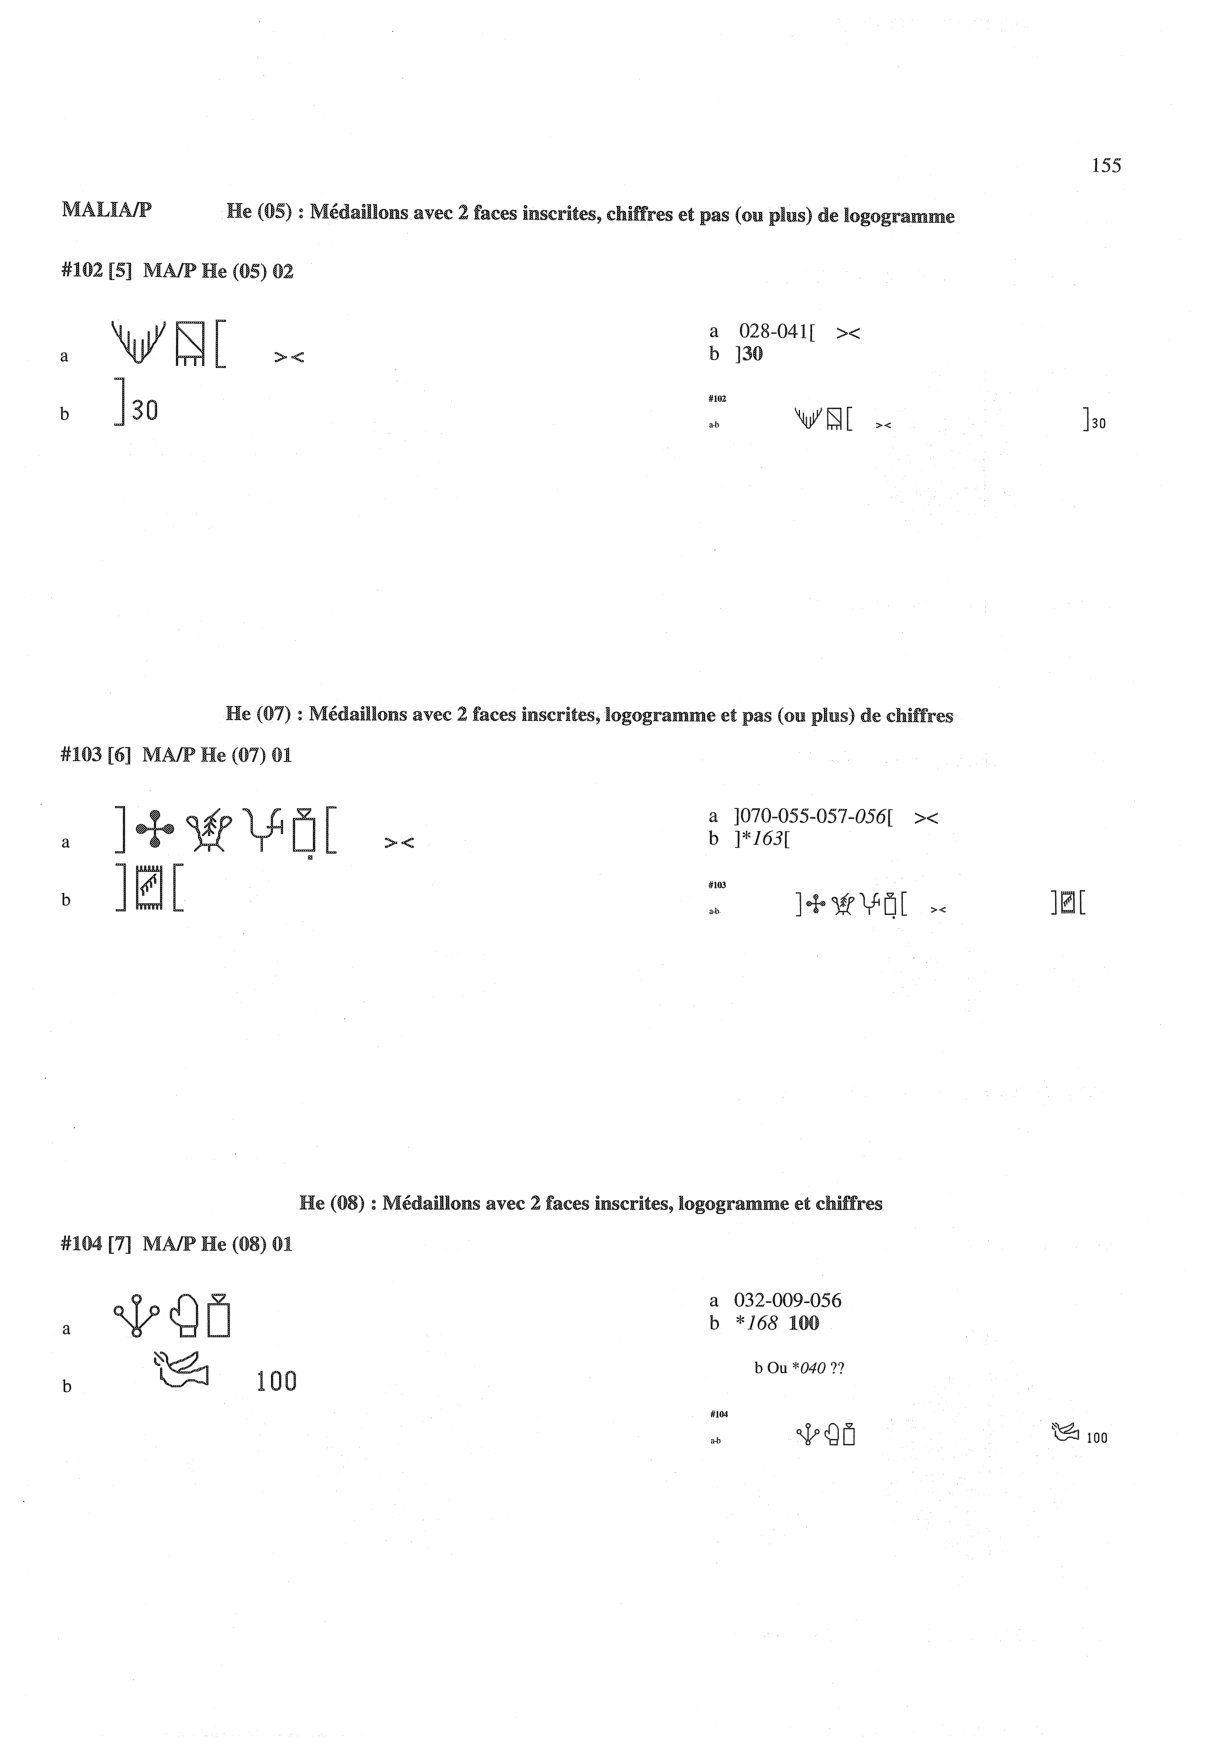 155
MALIA/P He (05) : Médaillons avec 2 faces inscrites, chiffres et pas (ou plus) de logogramme
#102 [5] MA/P He (05) 02
a [ ><
b ]30
a 028-041[ ><
b ]30
#102
a-b [ >< ]30
He (07) : Médaillons avec 2 faces inscrites, logogramme et pas (ou plus) de chiffres
#103 [6] MA/P He (07) 01
a ] [ ><
b ] [
a ]070-055-057-056[ ><
b ]*163[
#103
a-b ] [ >< ] [
He (08) : Médaillons avec 2 faces inscrites, logogramme et chiffres
#104 [7] MA/P He (08) 01
a
b 100
a 032-009-056
b *168 100
b Ou *040 ??
#104
a-b 100